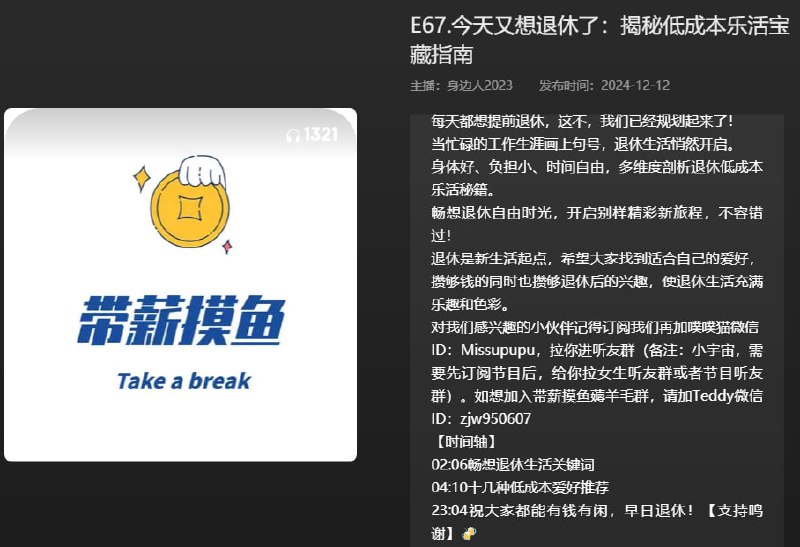 E67.今天又想退休了：揭秘低成本乐活宝
藏指南
主播：身边人2023 发布时间：2024-12-12
1321
带薪摸鱼
Take a break
每天都想提前退休，这不，我们已经规划起来了！
当忙碌的工作生涯画上句号，退休生活悄然开启。
身体好、负担小、时间自由，多维度剖析退休低成本
乐活秘籍。
畅想退休自由时光，开启别样精彩新旅程，不容错
过！
退休是新生活起点，希望大家找到适合自己的爱好，
攒够钱的同时也攒够退休后的兴趣，使退休生活充满
乐趣和色彩。
对我们感兴趣的小伙伴记得订阅我们再加噗噗猫微信
ID：Missupupu，拉你进听友群（备注：小宇宙，需
要先订阅节目后，给你拉女生听友群或者节目听友
群）。如想加入带薪摸鱼薅羊毛群，请加Teddy微信
ID：zjw950607
【时间轴】
02:06畅想退休生活关键词
04:10十几种低成本爱好推荐
23:04祝大家都能有钱有闲，早日退休！【支持鸣
谢】